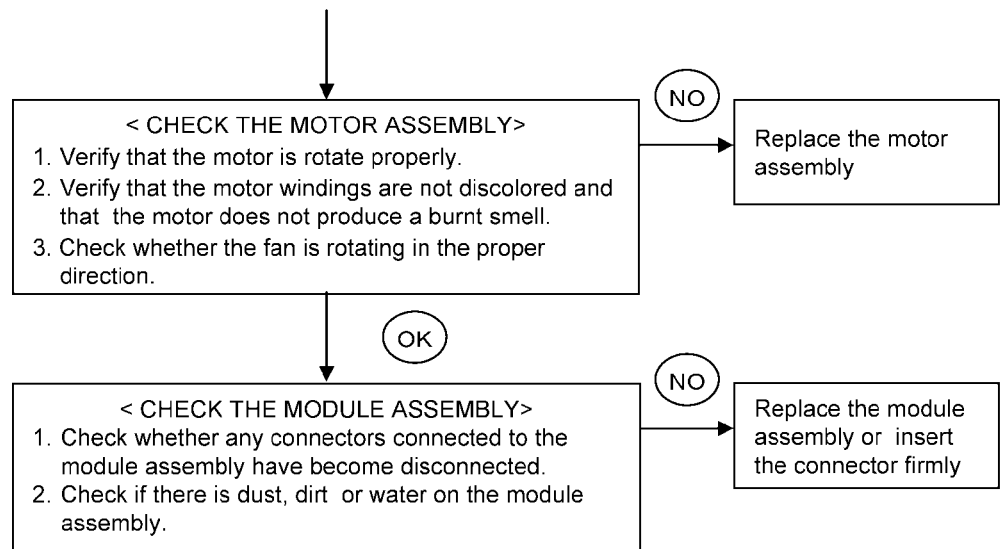 NO
< CHECK THE MOTOR ASSEMBLY>
1. Verify that the motor is rotate properly.
2. Verify that the motor windings are not discolored and
that the motor does not produce a burnt smell.
3. Check whether the fan is rotating in the proper
direction.
Replace the motor
assembly
OK
NO
< CHECK THE MODULE ASSEMBLY>
1. Check whether any connectors connected to the
module assembly have become disconnected.
2. Check if there is dust, dirt or water on the module
assembly.
Replace the module
assembly or insert
the connector firmly